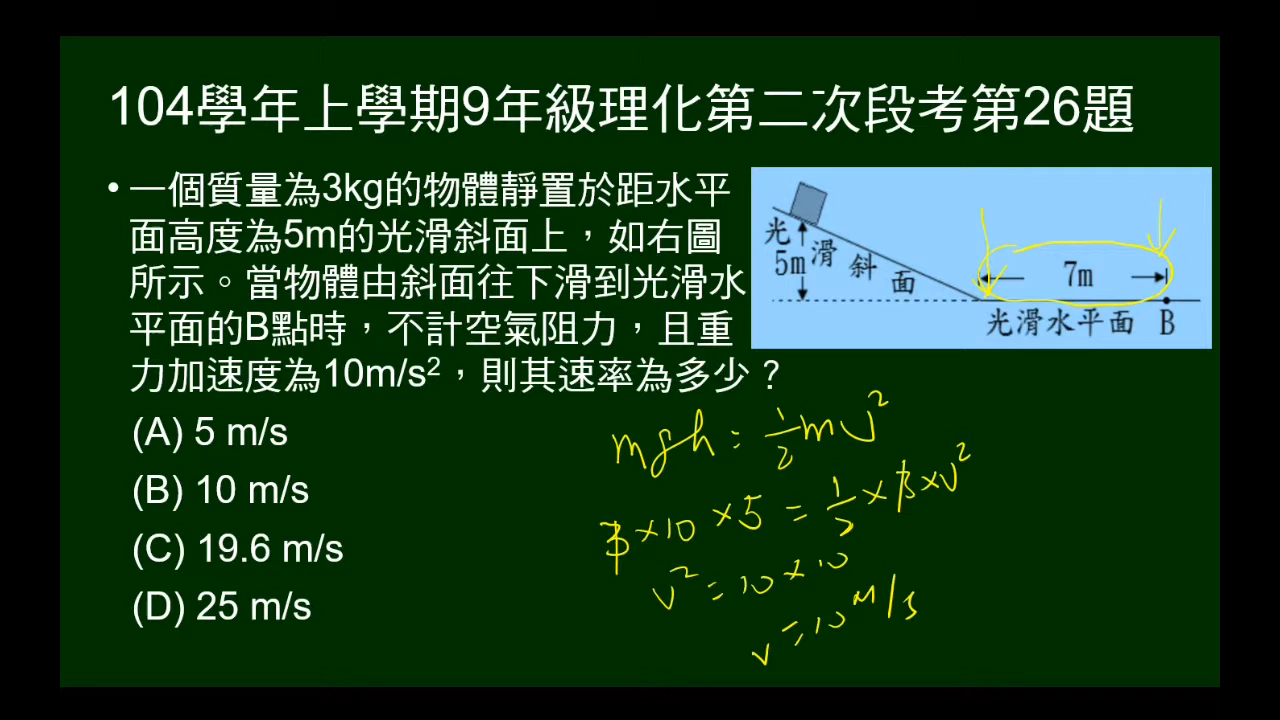 104學年上學期9年級理化第二次段考第26題
• 一個質量為3kg的物體靜置於距水平
面高度為5m的光滑斜面上，如右圖
所示。當物體由斜面往下滑到光滑水
平面的B點時，不計空氣阻力，且重
力加速度為10m/s²，則其速率為多少？
(A) 5 m/s
(B) 10 m/s
(C) 19.6 m/s
(D) 25 m/s
光滑斜面
5m
7m
光滑水平面 B
mgh = 1/2 mv²
3×10×5 = 1/2×3×v²
v² = 10×10
v = 10 m/s